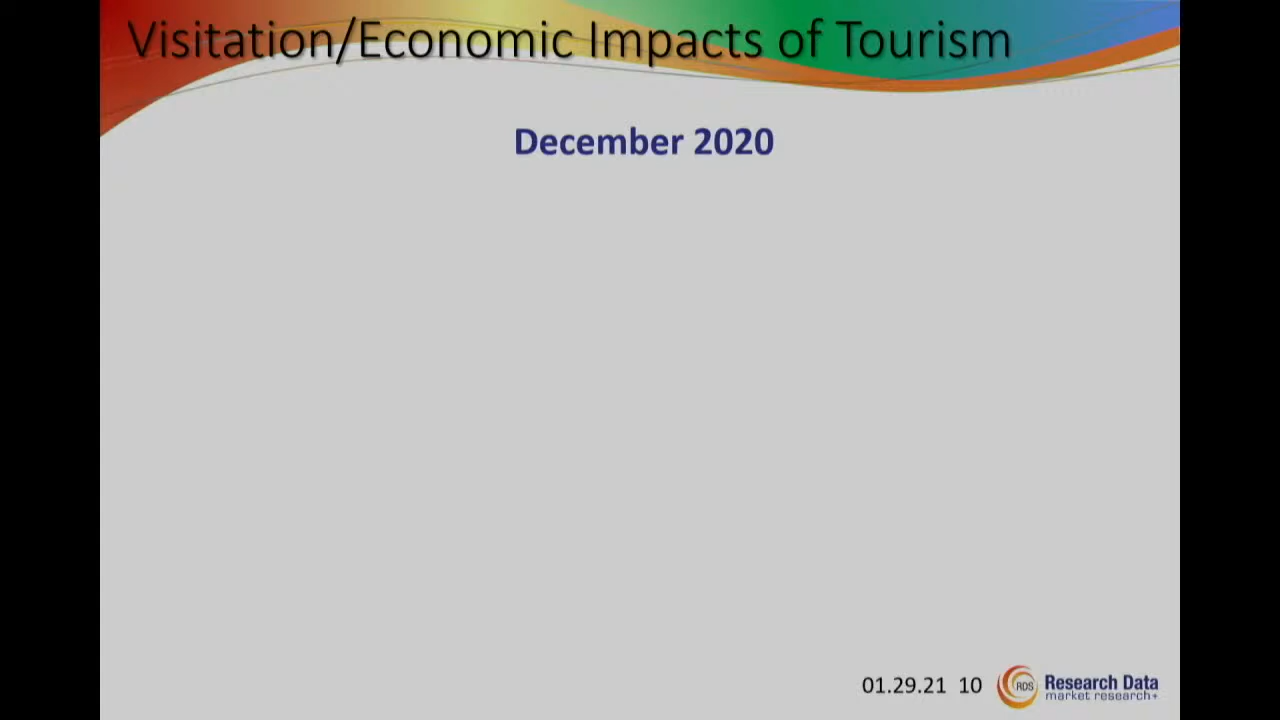 Visitation/Economic Impacts of Tourism
December 2020
01.29.21 10
RDS
Research Data
market research+